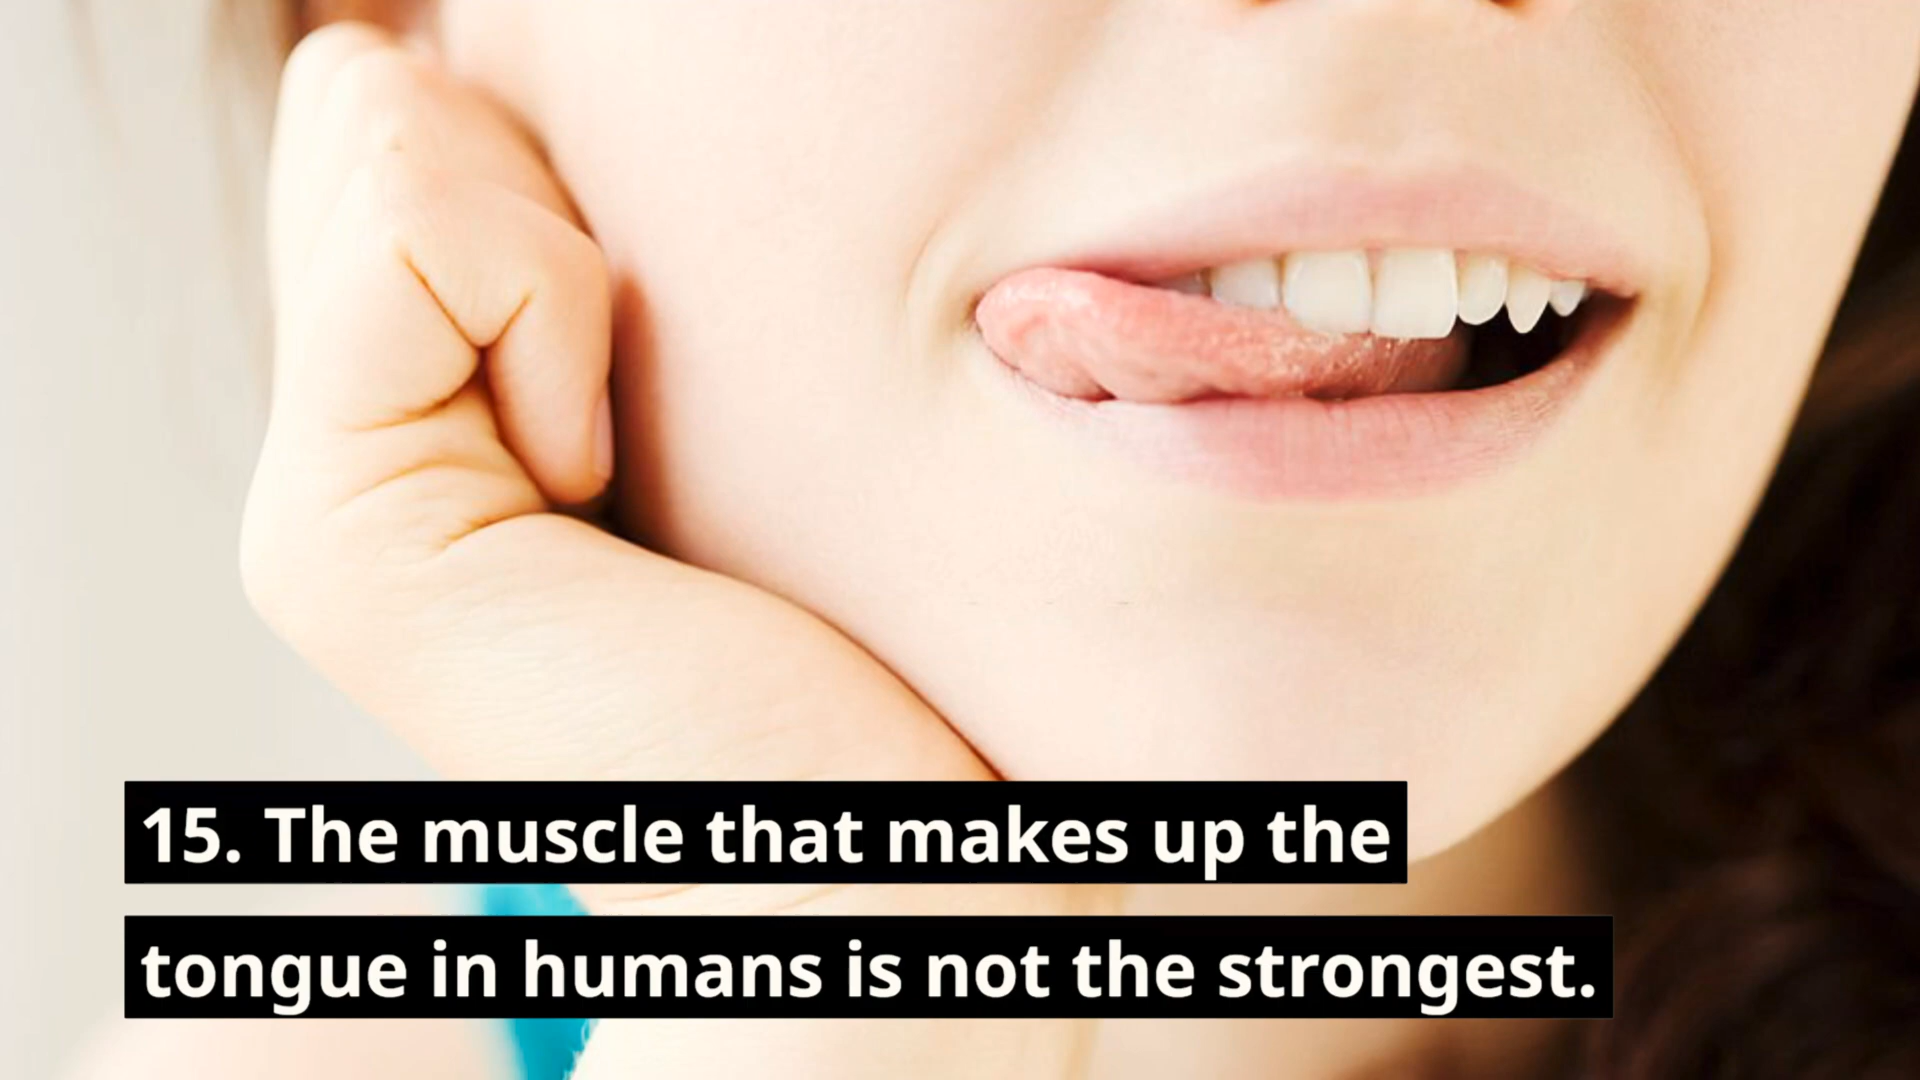 15. The muscle that makes up the
tongue in humans is not the strongest.